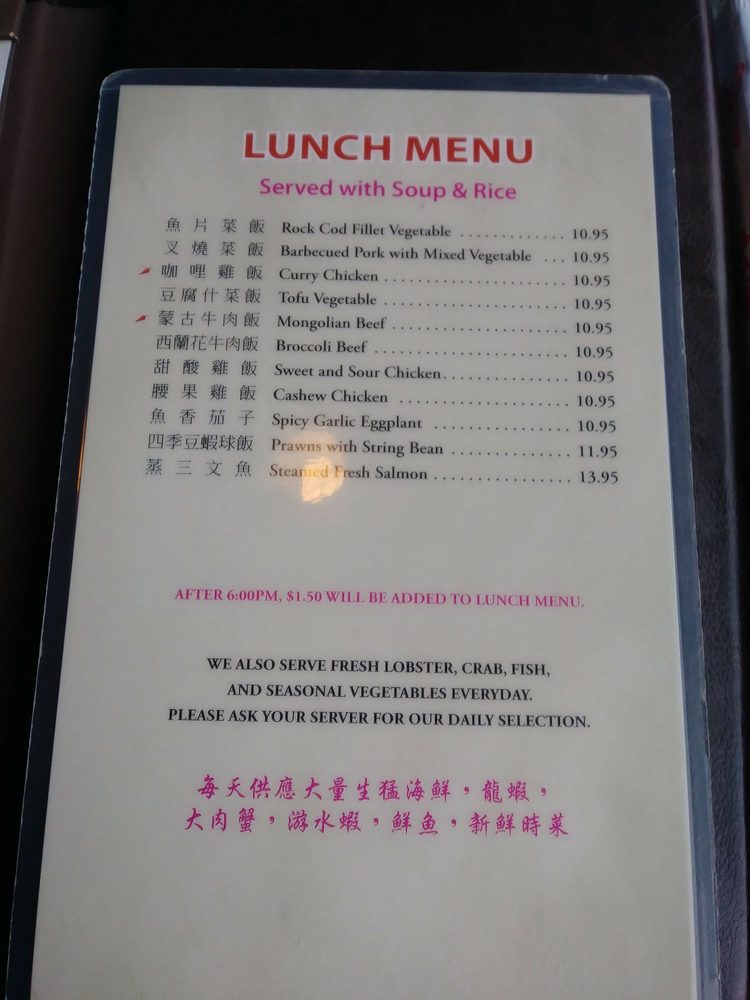 LUNCH MENU
Served with Soup & Rice
魚片菜飯 Rock Cod Fillet Vegetable ............. 10.95
叉燒菜飯 Barbecued Pork with Mixed Vegetable ... 10.95
咖哩雞飯 Curry Chicken ...................... 10.95
豆腐什菜飯 Tofu Vegetable ...................... 10.95
蒙古牛肉飯 Mongolian Beef ..................... 10.95
西蘭花牛肉飯 Broccoli Beef ....................... 10.95
甜酸雞飯 Sweet and Sour Chicken............... 10.95
腰果雞飯 Cashew Chicken .................... 10.95
魚香茄子 Spicy Garlic Eggplant ................ 10.95
四季豆蝦球飯 Prawns with String Bean .............. 11.95
蒸三文魚 Steamed Fresh Salmon ................ 13.95
AFTER 6:00PM, $1.50 WILL BE ADDED TO LUNCH MENU.
WE ALSO SERVE FRESH LOBSTER, CRAB, FISH,
AND SEASONAL VEGETABLES EVERYDAY.
PLEASE ASK YOUR SERVER FOR OUR DAILY SELECTION.
每天供應大量生猛海鮮，龍蝦，
大肉蟹，游水蝦，鮮魚，新鮮時菜